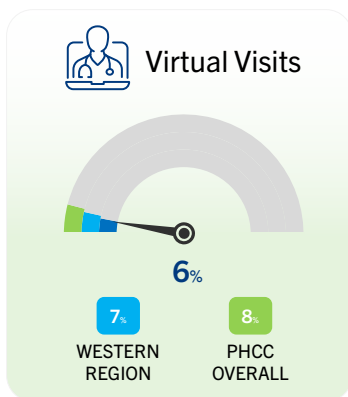 Virtual Visits
6%
7%
8%
WESTERN
REGION
PHCC
OVERALL